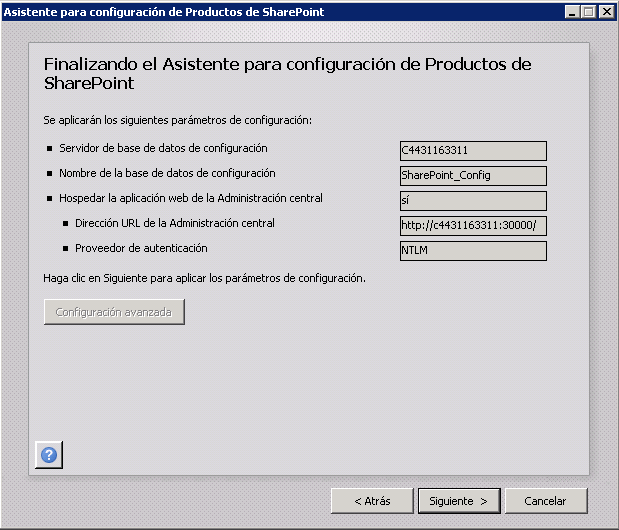 Asistente para configuración de Productos de SharePoint
Finalizando el Asistente para configuración de Productos de
SharePoint
Se aplicarán los siguientes parámetros de configuración:
Servidor de base de datos de configuración
C4431163311
Nombre de la base de datos de configuración
SharePoint_Config
Hospedar la aplicación web de la Administración central
sí
Dirección URL de la Administración central
http://c4431163311:30000/
Proveedor de autenticación
NTLM
Haga clic en Siguiente para aplicar los parámetros de configuración.
Configuración avanzada
?
< Atrás
Siguiente >
Cancelar